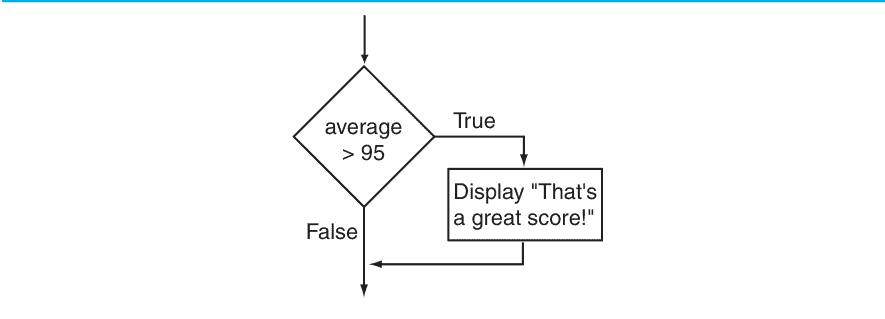 True
average
> 95
Display "That's
a great score!"
False